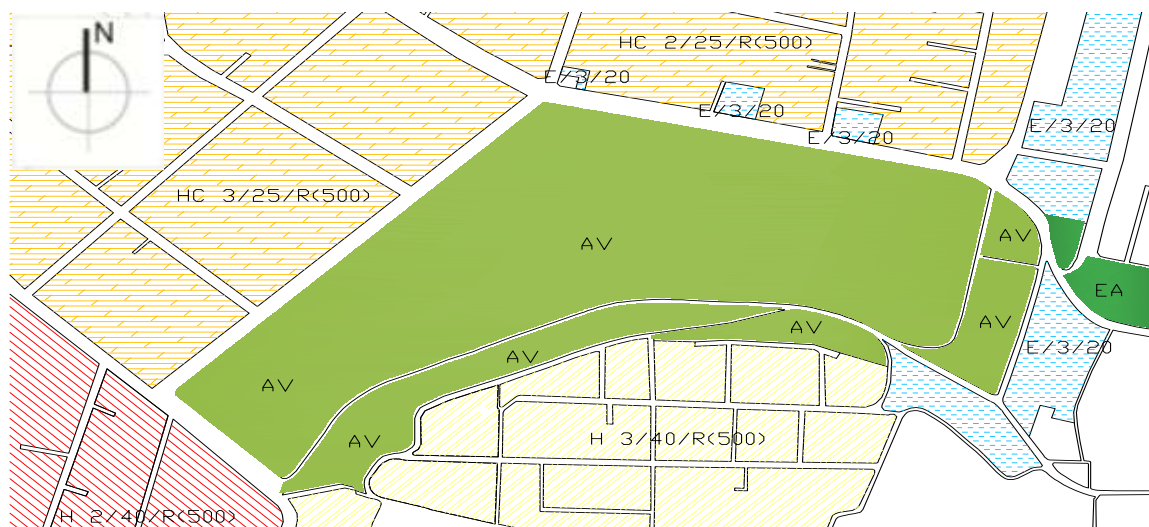 N
HC 2/25/R(500)
E/3/20
E/3/20
E/3/20
E/3/20
HC 3/25/R(500)
AV
AV
EA
AV
AV
E/3/20
AV
AV
AV
H 3/40/R(500)
H 2/40/R(500)